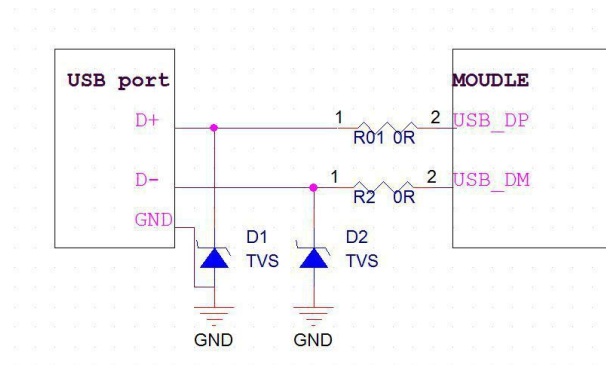 USB port
MOUDLE
D+
1
2
USB_DP
R01 0R
D-
1
2
USB_DM
R2 0R
GND
D1
TVS
D2
TVS
GND
GND